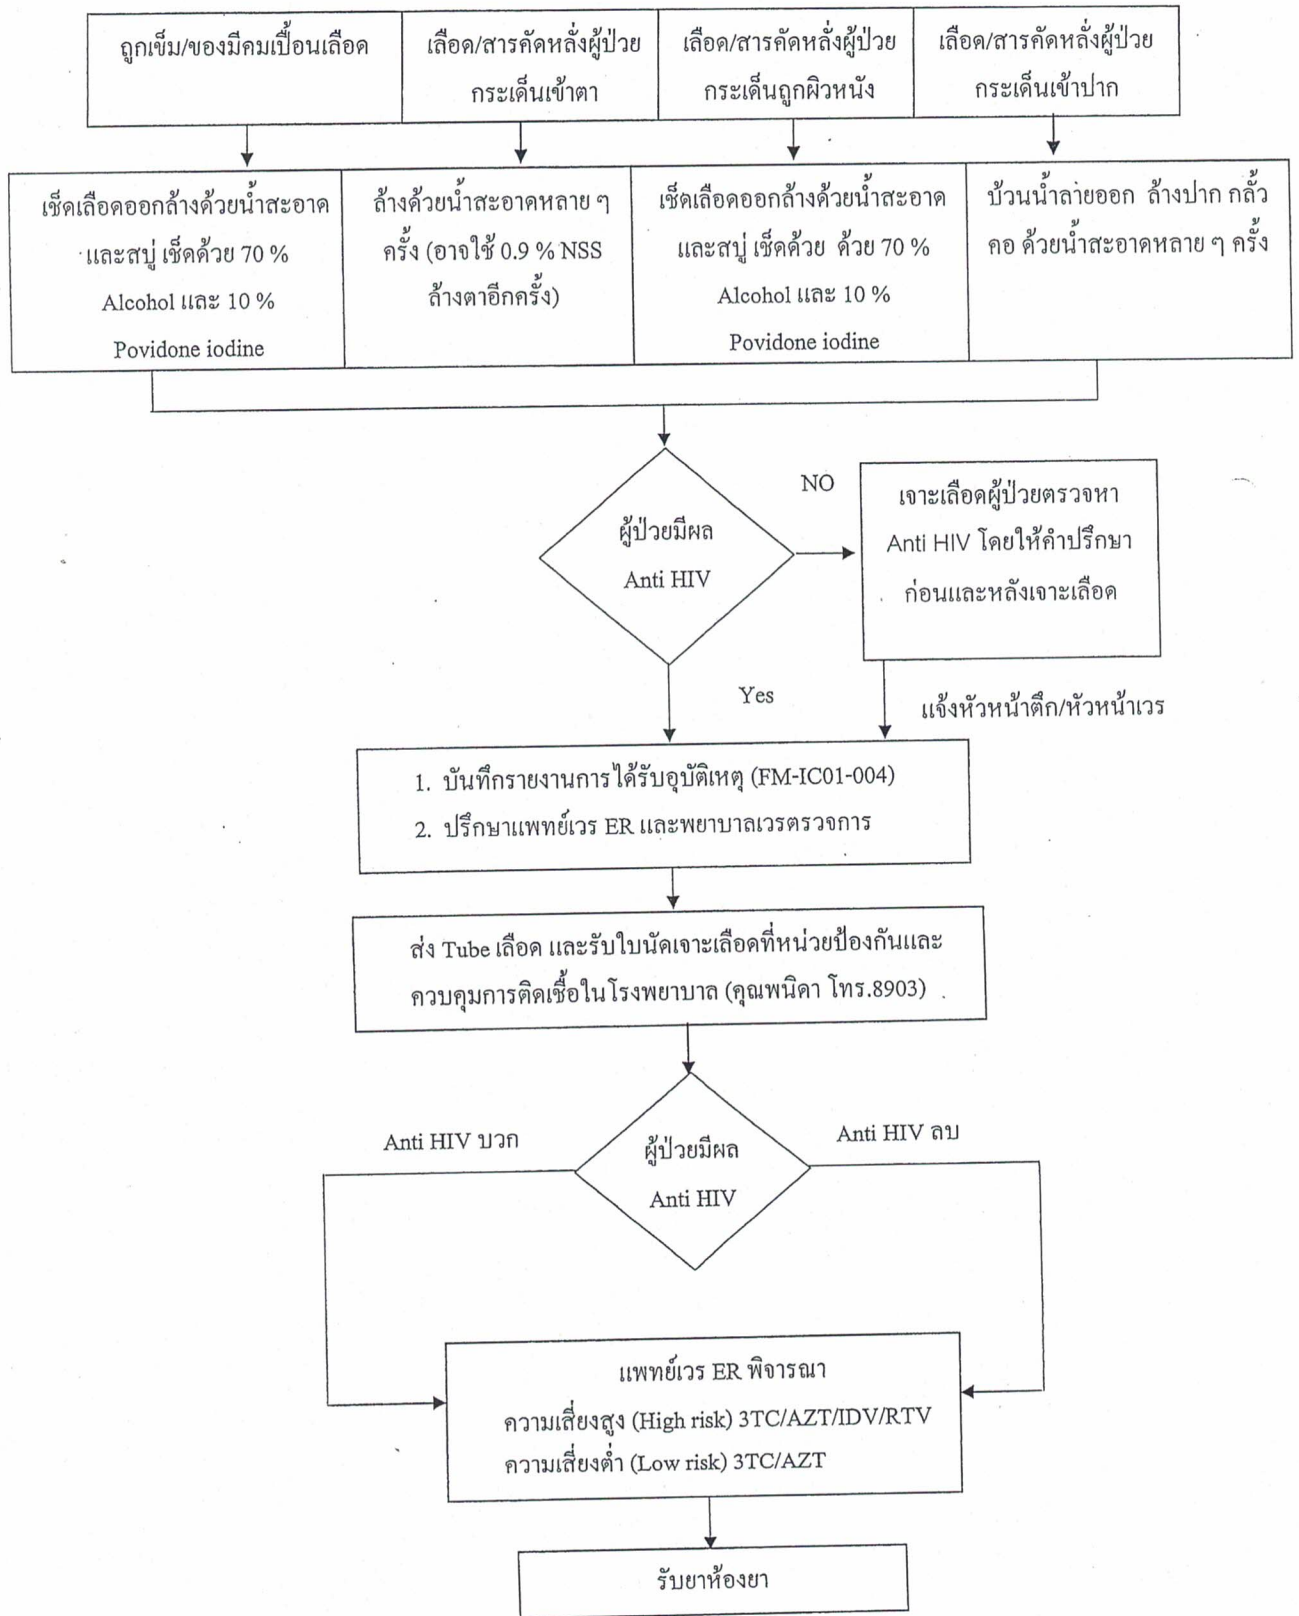 ถูกเข็ม/ของมีคมเปื้อนเลือด
เลือด/สารคัดหลั่งผู้ป่วย
กระเด็นเข้าตา
เลือด/สารคัดหลั่งผู้ป่วย
กระเด็นถูกผิวหนัง
เลือด/สารคัดหลั่งผู้ป่วย
กระเด็นเข้าปาก
เช็ดเลือดออกล้างด้วยน้ำสะอาด
และสบู่ เช็ดด้วย 70 %
Alcohol และ 10 %
Povidone iodine
ล้างด้วยน้ำสะอาดหลาย ๆ
ครั้ง (อาจใช้ 0.9 % NSS
ล้างตาอีกครั้ง)
เช็ดเลือดออกล้างด้วยน้ำสะอาด
และสบู่ เช็ดด้วย ด้วย 70 %
Alcohol และ 10 %
Povidone iodine
บ้วนน้ำลายออก ล้างปาก กลั้ว
คอ ด้วยน้ำสะอาดหลาย ๆ ครั้ง
ผู้ป่วยมีผล
Anti HIV
NO
เจาะเลือดผู้ป่วยตรวจหา
Anti HIV โดยให้คำปรึกษา
ก่อนและหลังเจาะเลือด
Yes
แจ้งหัวหน้าตึก/หัวหน้าเวร
1. บันทึกรายงานการได้รับอุบัติเหตุ (FM-IC01-004)
2. ปรึกษาแพทย์เวร ER และพยาบาลเวรตรวจการ
ส่ง Tube เลือด และรับใบนัดเจาะเลือดที่หน่วยป้องกันและ
ควบคุมการติดเชื้อในโรงพยาบาล (คุณพนิคา โทร.8903)
Anti HIV บวก
ผู้ป่วยมีผล
Anti HIV
Anti HIV ลบ
แพทย์เวร ER พิจารณา
ความเสี่ยงสูง (High risk) 3TC/AZT/IDV/RTV
ความเสี่ยงต่ำ (Low risk) 3TC/AZT
รับยาห้องยา